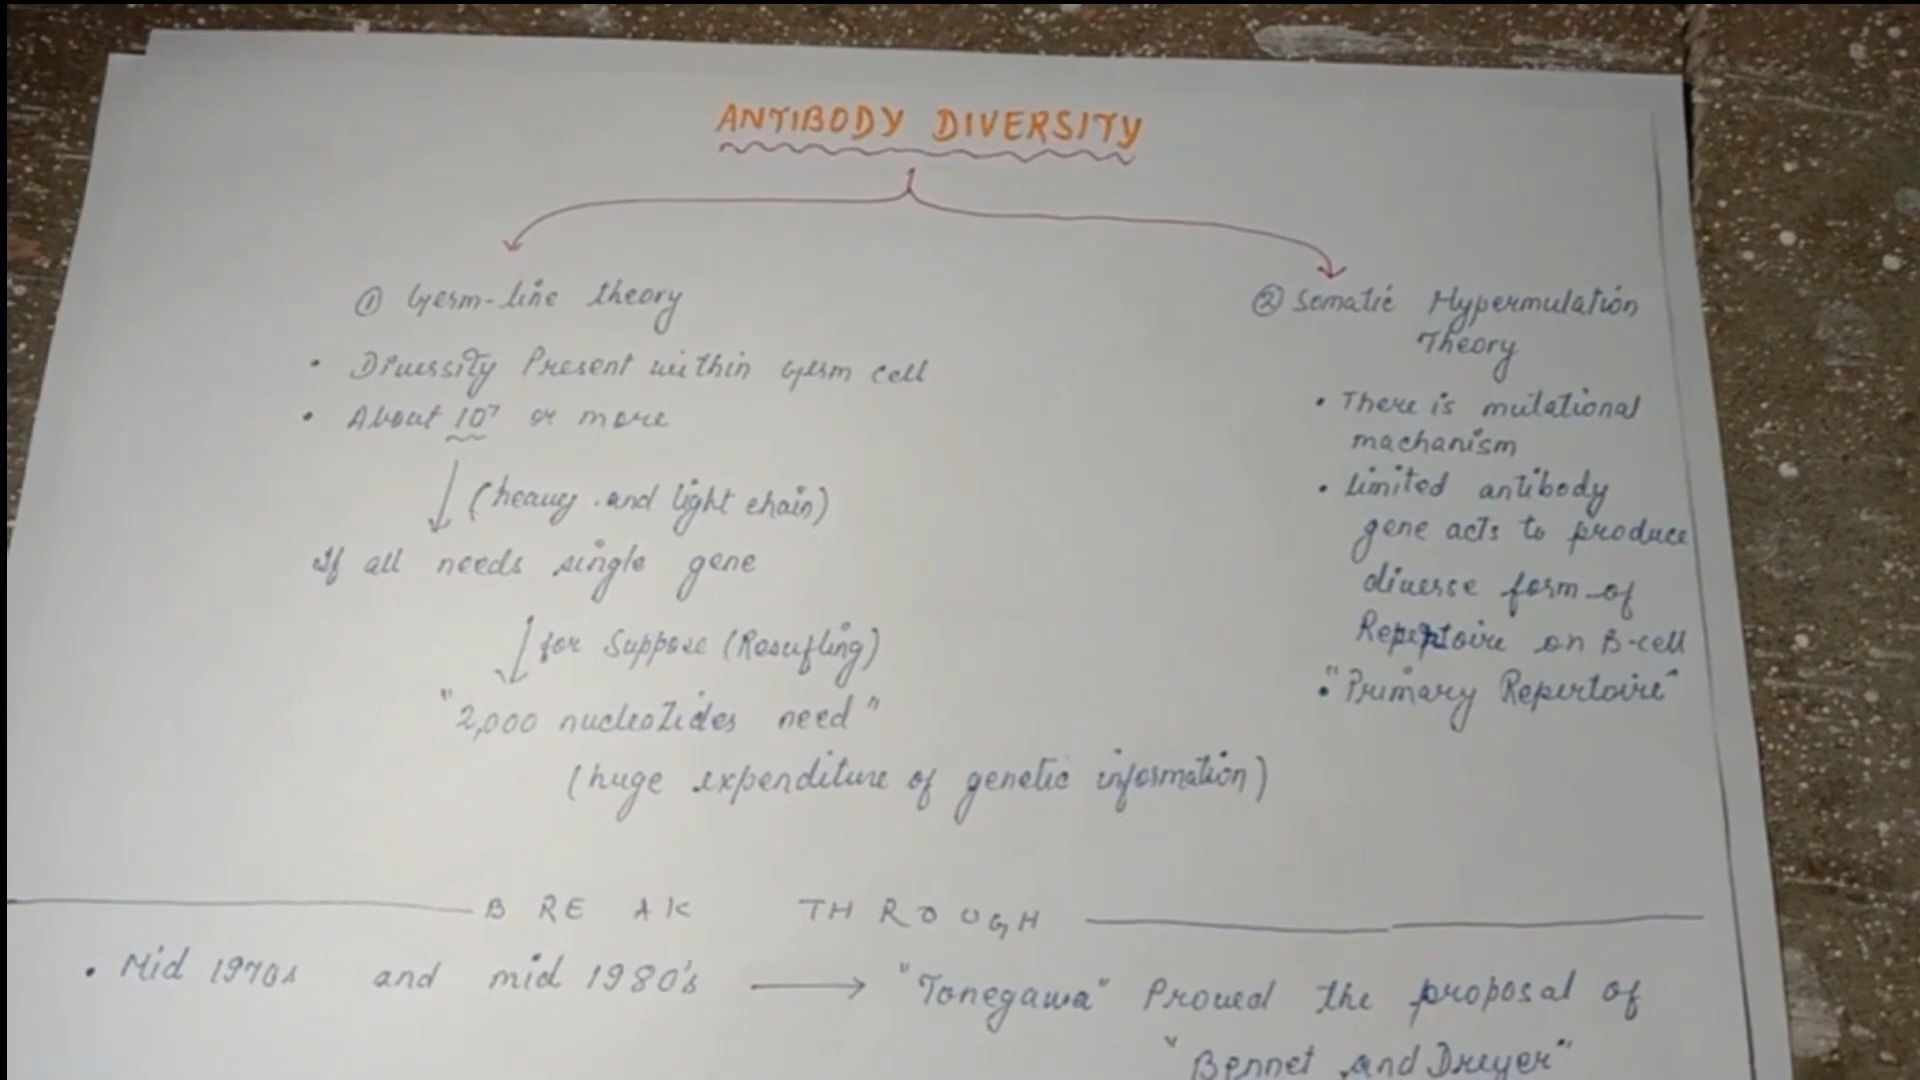 ANTIBODY DIVERSITY
① Germ-line theory
• Diversity Present within Germ cell
• About 10⁷ or more
(heavy and light chain)
If all needs single gene
for Suppose (Resufling)
"2,000 nucleotides need"
(huge expenditure of genetic information)
② Somatic Hypermutation
Theory
• There is mutational
machanism
• Limited antibody
gene acts to produce
diverse form of
Repertoire on B-cell
• "Primary Repertoire"
BREAK THROUGH
• Mid 1970s and mid 1980's → "Tonegawa" Proved the proposal of
"Bennet and Dreyer"